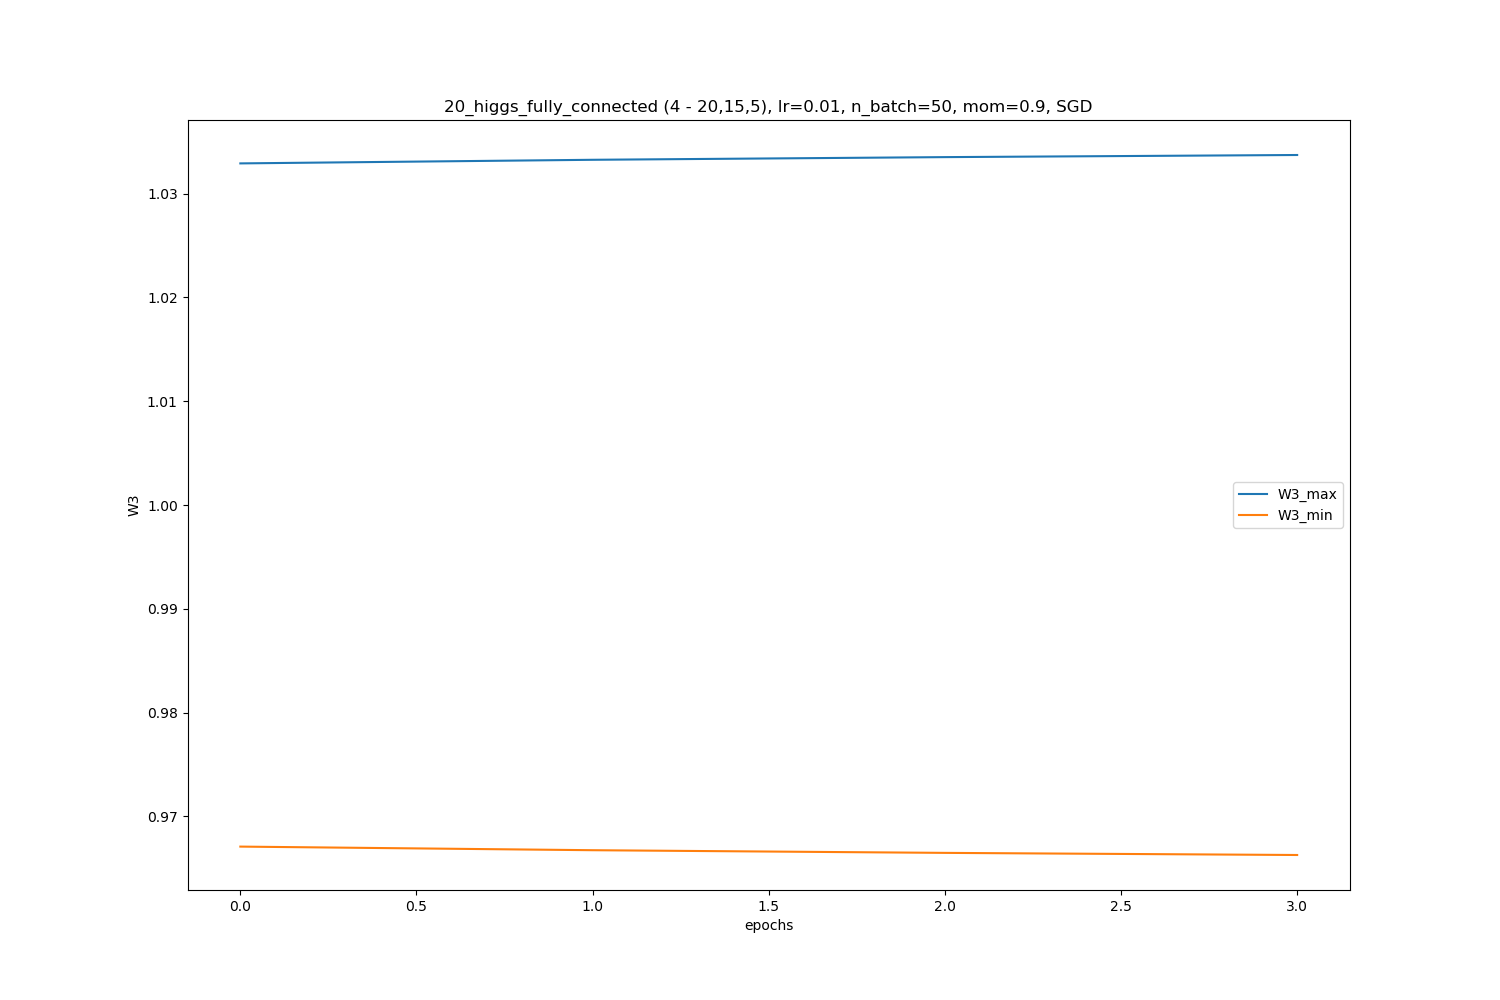 20_higgs_fully_connected (4 - 20,15,5), lr=0.01, n_batch=50, mom=0.9, SGD
1.03
1.02
1.01
1.00
0.99
0.98
0.97
W3
W3_max
W3_min
0.0 0.5 1.0 1.5 2.0 2.5 3.0
epochs